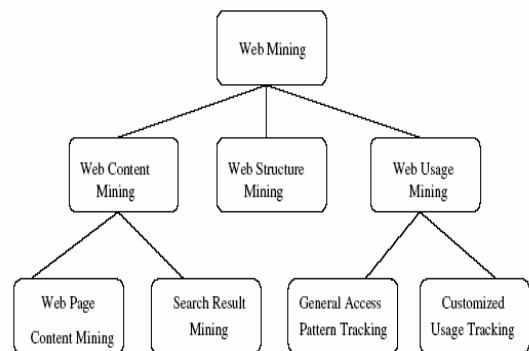 Web Mining
Web Content
Mining
Web Structure
Mining
Web Usage
Mining
Web Page
Content Mining
Search Result
Mining
General Access
Pattern Tracking
Customized
Usage Tracking